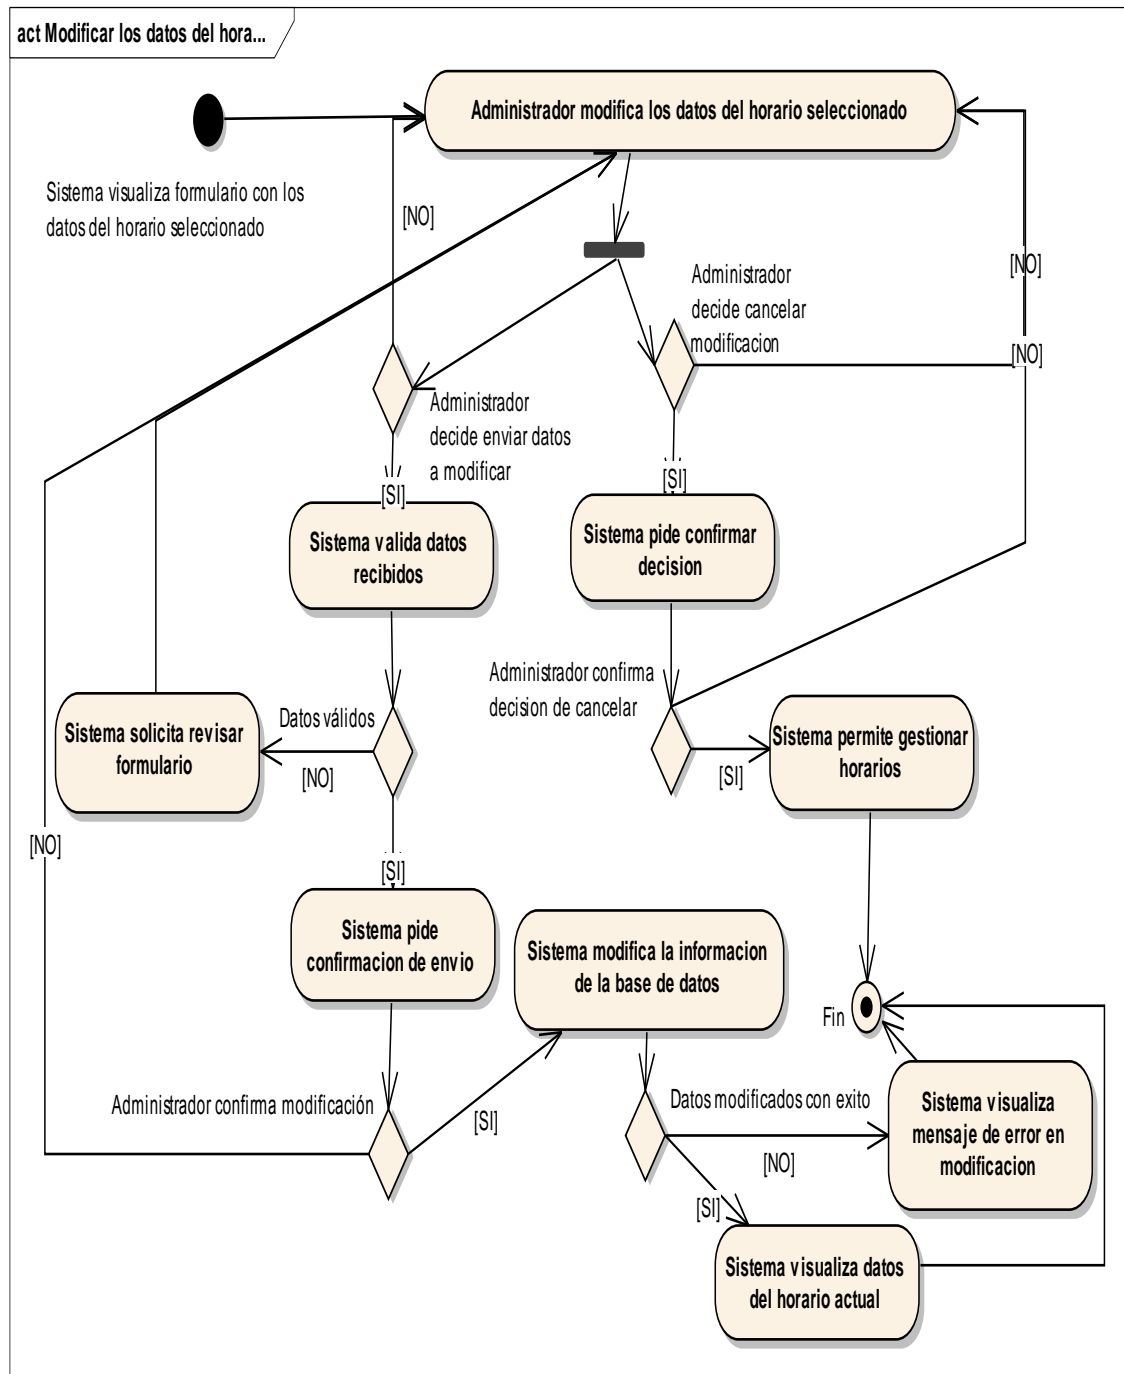 act Modificar los datos del hora...
Administrador modifica los datos del horario seleccionado
Sistema visualiza formulario con los
datos del horario seleccionado
[NO]
Administrador
decide cancelar
modificacion
[NO]
[NO]
Administrador
decide enviar datos
a modificar
[SI]
[SI]
Sistema valida datos
recibidos
Sistema pide confirmar
decision
Administrador confirma
decision de cancelar
Sistema solicita revisar
formulario
Datos válidos
[NO]
[SI]
Sistema permite gestionar
horarios
[NO]
[SI]
Sistema pide
confirmacion de envio
Sistema modifica la informacion
de la base de datos
Fin
Administrador confirma modificación
[SI]
Datos modificados con exito
[NO]
Sistema visualiza
mensaje de error en
modificacion
[SI]
Sistema visualiza datos
del horario actual